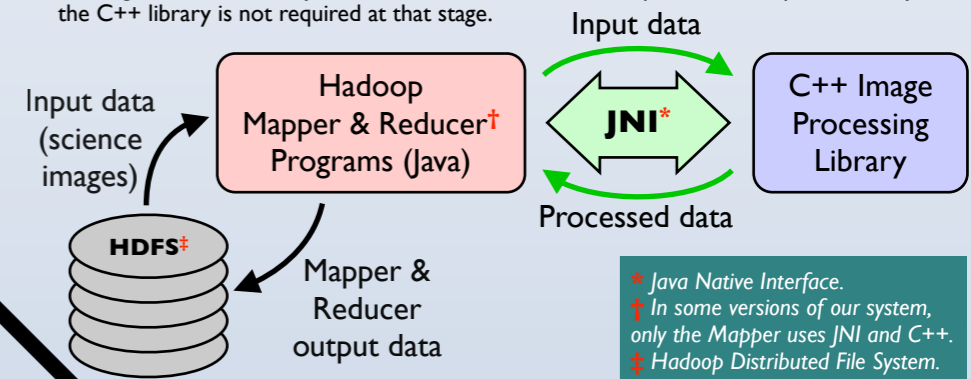 the C++ library is not required at that stage.
Input data
Hadoop
Mapper & Reducer†
Programs (Java)
JNI*
C++ Image
Processing
Library
Input data
(science
images)
Processed data
HDFS‡
Mapper &
Reducer
output data
* Java Native Interface.
† In some versions of our system,
only the Mapper uses JNI and C++.
‡ Hadoop Distributed File System.